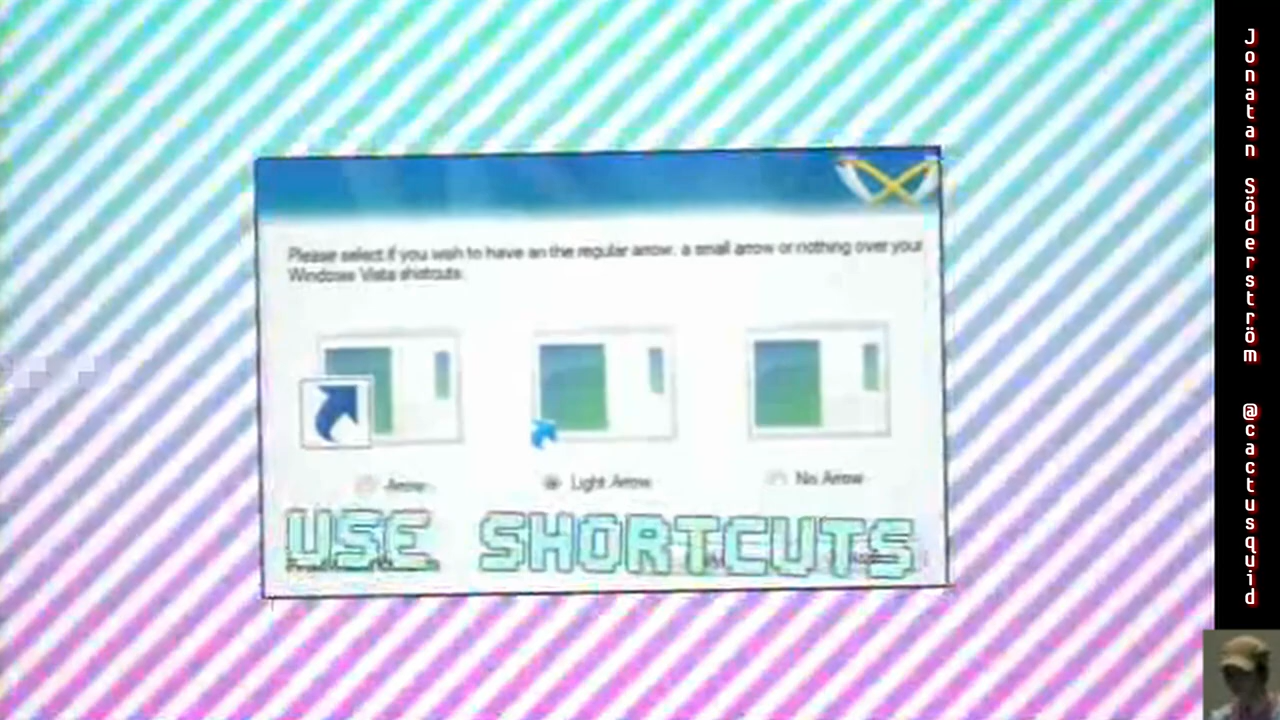 Please select if you wish to have an the regular arrow, a small arrow or nothing over your
Windows Vista shortcuts.
Arrow
Light Arrow
No Arrow
USE SHORTCUTS
Jonatan Söderström @cactusquid